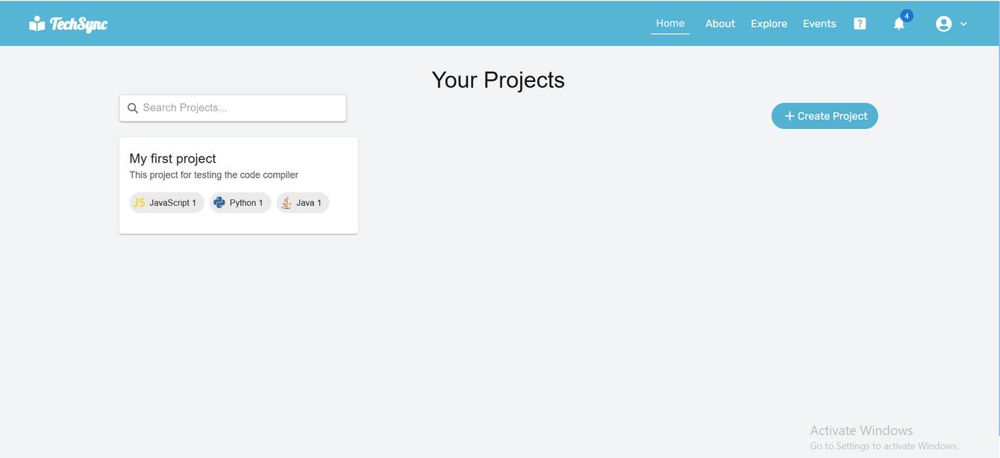 TechSync
Home About Explore Events ? 4
Your Projects
Search Projects...
+ Create Project
My first project
This project for testing the code compiler
JS JavaScript 1 Python 1 Java 1
Activate Windows
Go to Settings to activate Windows.